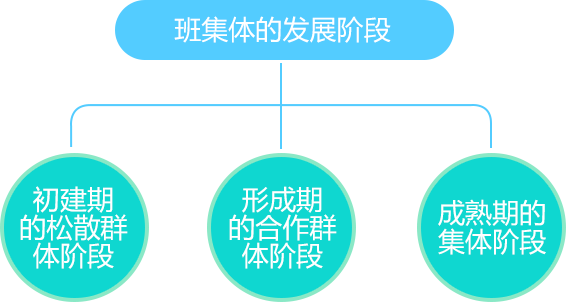 班集体的发展阶段
初建期
的松散群
体阶段
形成期
的合作群
体阶段
成熟期的
集体阶段